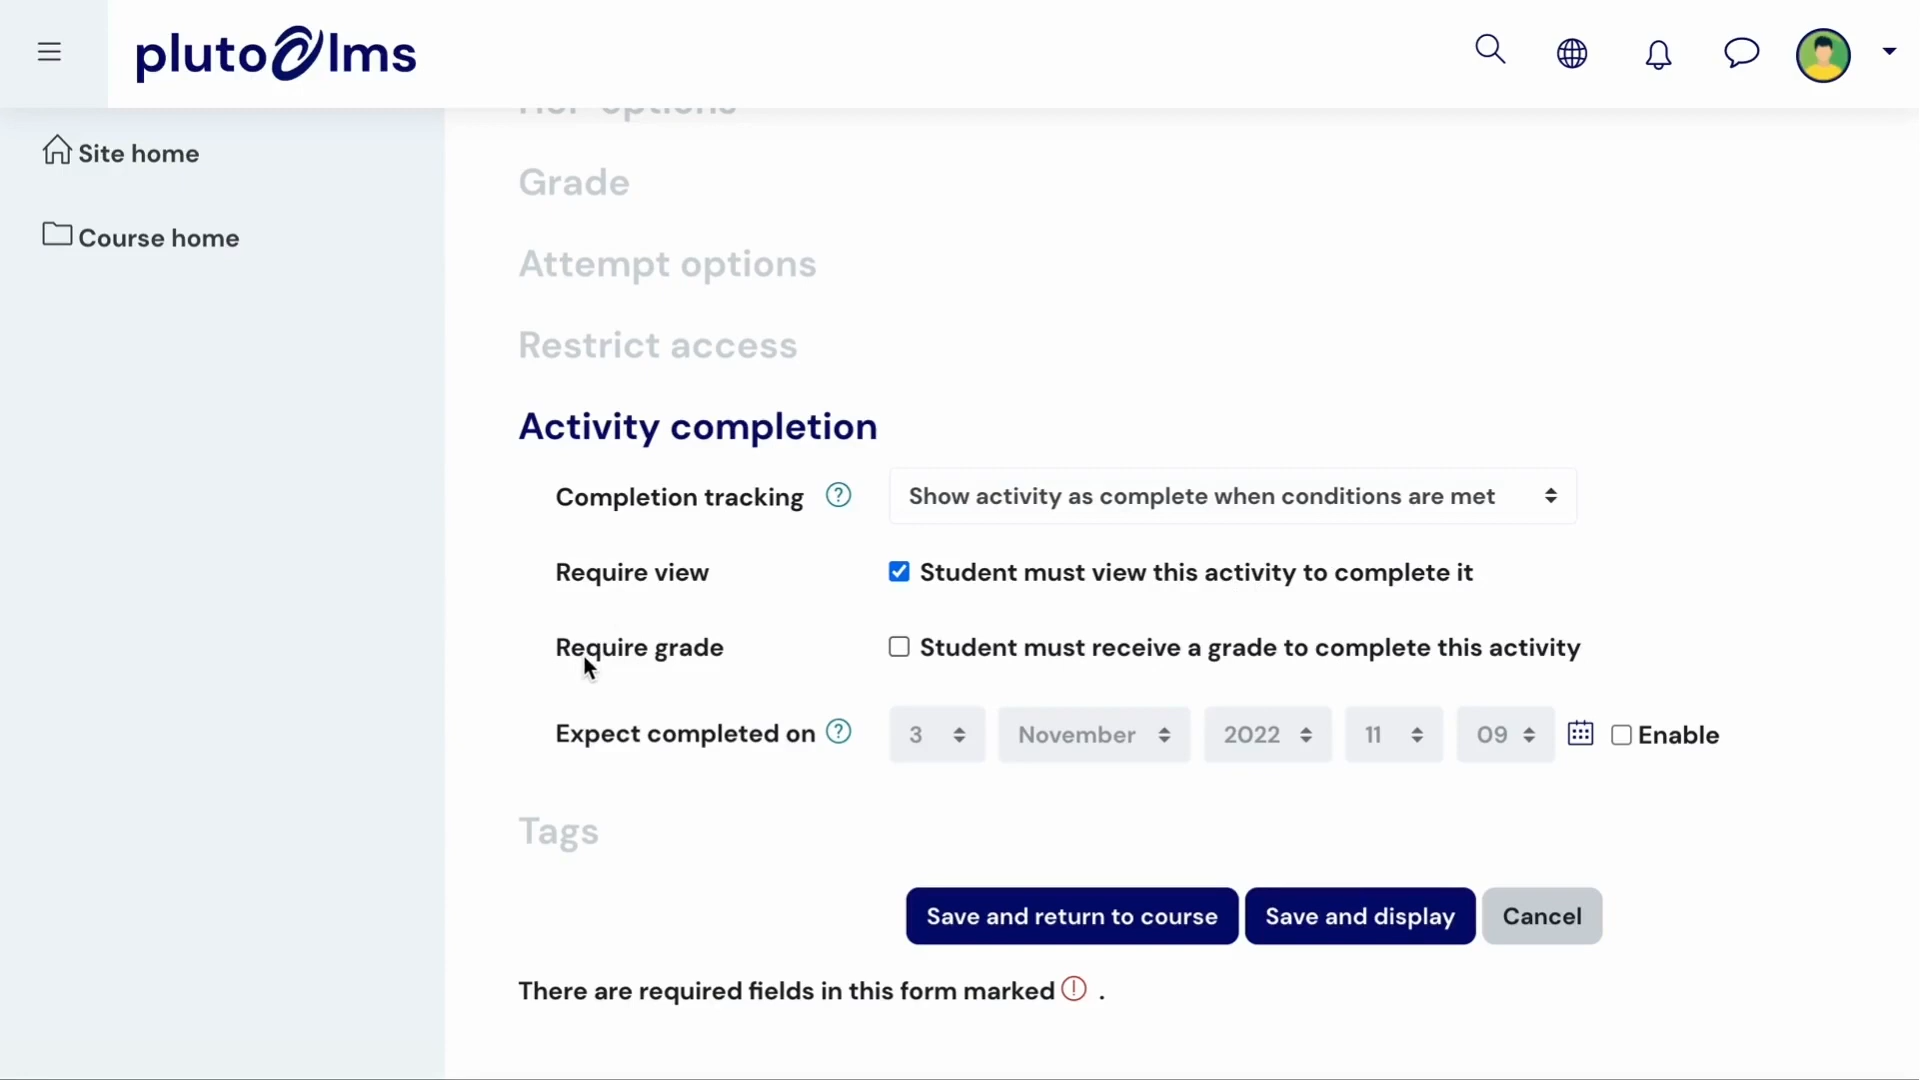 pluto lms
Site home
Course home
Grade
Attempt options
Restrict access
Activity completion
Completion tracking ? Show activity as complete when conditions are met
Require view Student must view this activity to complete it
Require grade Student must receive a grade to complete this activity
Expect completed on ? 3 November 2022 11 09 Enable
Tags
Save and return to course Save and display Cancel
There are required fields in this form marked ! .